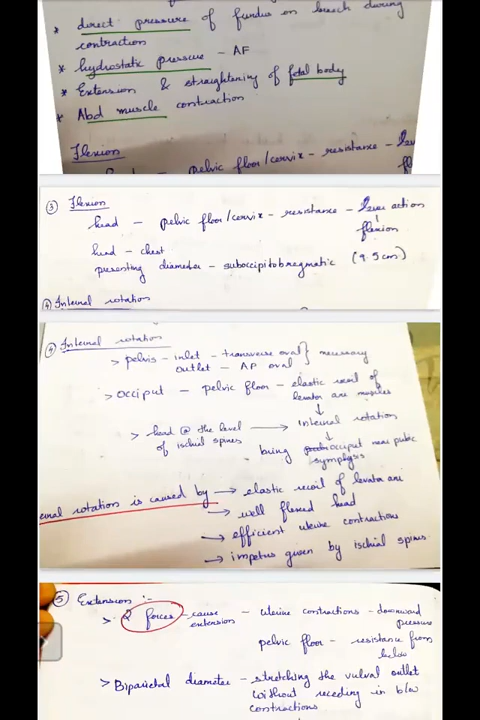 * direct pressure of fundus on breech during
contraction
* hydrostatic pressure - AF
* Extension & straightening of fetal body
* Abd muscle contraction
Flexion
pelvic floor/cervix - resistance -
③ Flexion
head - pelvic floor/cervix - resistance - lever action
flexion
head - chest
presenting diameter - suboccipitobregmatic (9.5cm)
④ Internal rotation
④ Internal rotation
> pelvis - inlet - transverse oval } necessary
outlet - AP oval
> occiput - pelvic floor - elastic recoil of
levator ani muscles
↓
> head @ the level → internal rotation
of ischial spines
↓
bring occiput near pubic
symphysis
ernal rotation is caused by → elastic recoil of levator ani
→ well flexed head
→ efficient uterine contractions
→ impetus given by ischial spines
⑤ Extension :-
> 2 forces - cause extension - uterine contractions - downward
pressure
pelvic floor - resistance from
below
> Biparietal diameter - stretching the vulval outlet
without receding in b/w
contractions